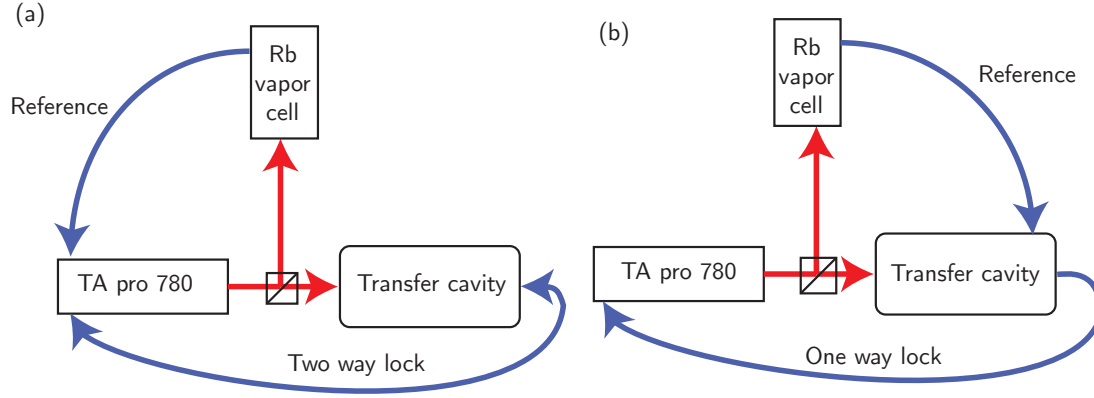 (a)
Rb
vapor
cell
Reference
TA pro 780
Transfer cavity
Two way lock
(b)
Rb
vapor
cell
Reference
TA pro 780
Transfer cavity
One way lock